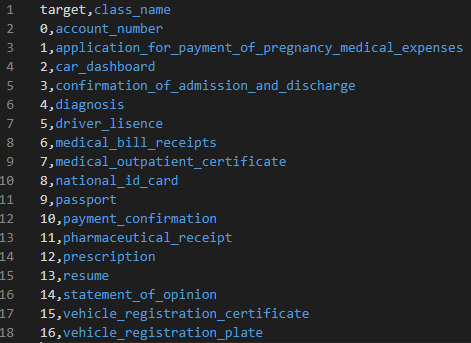 1 target,class_name
2 0,account_number
3 1,application_for_payment_of_pregnancy_medical_expenses
4 2,car_dashboard
5 3,confirmation_of_admission_and_discharge
6 4,diagnosis
7 5,driver_lisence
8 6,medical_bill_receipts
9 7,medical_outpatient_certificate
10 8,national_id_card
11 9,passport
12 10,payment_confirmation
13 11,pharmaceutical_receipt
14 12,prescription
15 13,resume
16 14,statement_of_opinion
17 15,vehicle_registration_certificate
18 16,vehicle_registration_plate